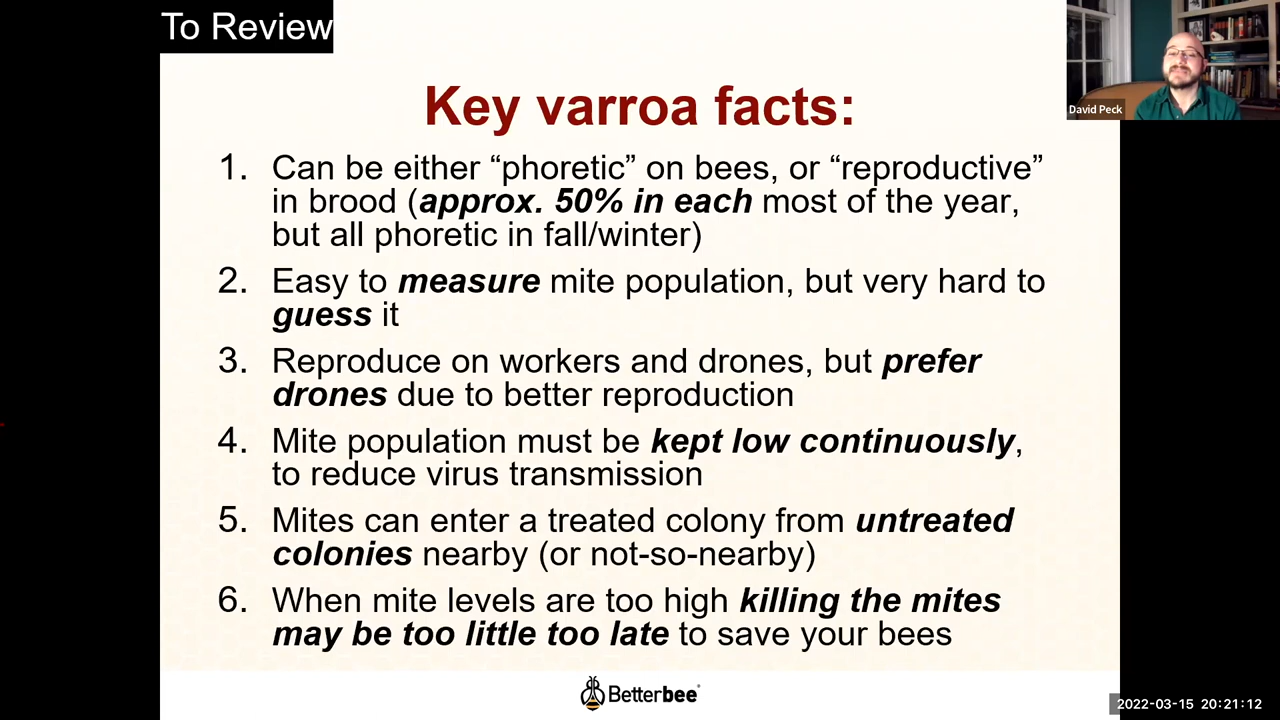 To Review
David Peck
Key varroa facts:
1. Can be either “phoretic” on bees, or “reproductive”
in brood (approx. 50% in each most of the year,
but all phoretic in fall/winter)
2. Easy to measure mite population, but very hard to
guess it
3. Reproduce on workers and drones, but prefer
drones due to better reproduction
4. Mite population must be kept low continuously,
to reduce virus transmission
5. Mites can enter a treated colony from untreated
colonies nearby (or not-so-nearby)
6. When mite levels are too high killing the mites
may be too little too late to save your bees
Betterbee
2022-03-15 20:21:12